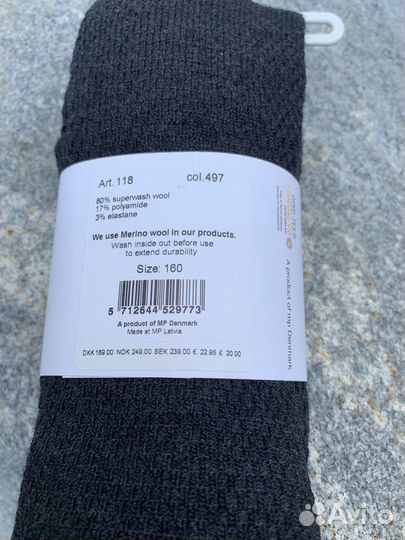 Art. 118 col.497
80% superwash wool
17% polyamide
3% elastane
We use Merino wool in our products.
Wash inside out before use
to extend durability
Size: 160
5 712644 529773
A product of MP Denmark
Made at MP Latvia
DKK 169.00 NOK 249.00 SEK 239.00 € 22.95 £ 20.00
A product of mp Denmark
Avito